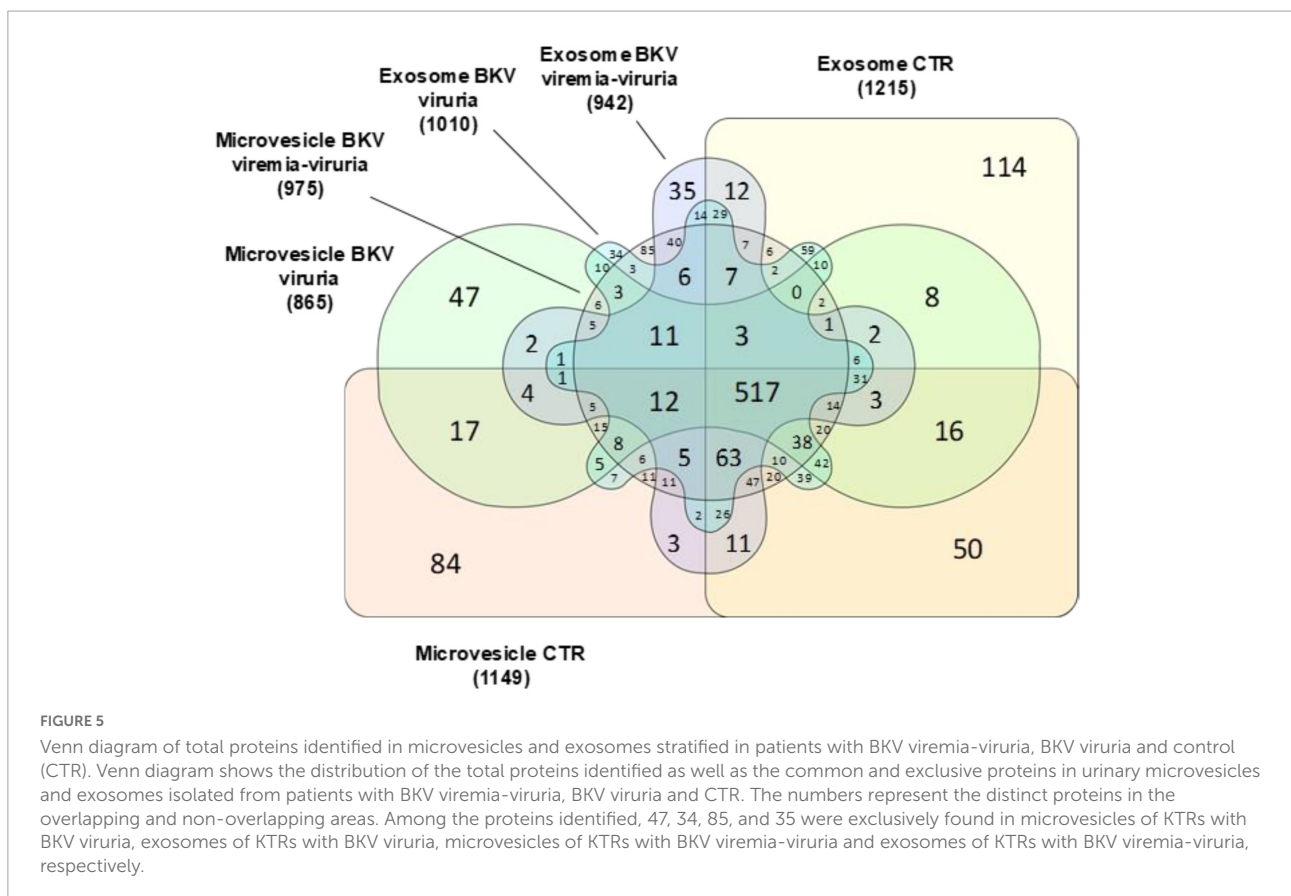 Exosome BKV
viremia-viruria
(942)
Exosome CTR
(1215)
Exosome BKV
viruria
(1010)
Microvesicle BKV
viremia-viruria
(975)
Microvesicle BKV
viruria
(865)
114
35 12
14 29
34 85 40 7 6 59
10 3 2 10
6 7
47 6 3 0 2 8
5 1
2 11 3 2
1 6
1 31
4 12 517 3
5 14
17 15 20 16
8 38
5 6 5 63 10 42
7 11 11 47 20 39
2 26
3 11
84 50
Microvesicle CTR
(1149)
FIGURE 5
Venn diagram of total proteins identified in microvesicles and exosomes stratified in patients with BKV viremia-viruria, BKV viruria and control
(CTR). Venn diagram shows the distribution of the total proteins identified as well as the common and exclusive proteins in urinary microvesicles
and exosomes isolated from patients with BKV viremia-viruria, BKV viruria and CTR. The numbers represent the distinct proteins in the
overlapping and non-overlapping areas. Among the proteins identified, 47, 34, 85, and 35 were exclusively found in microvesicles of KTRs with
BKV viruria, exosomes of KTRs with BKV viruria, microvesicles of KTRs with BKV viremia-viruria and exosomes of KTRs with BKV viremia-viruria,
respectively.